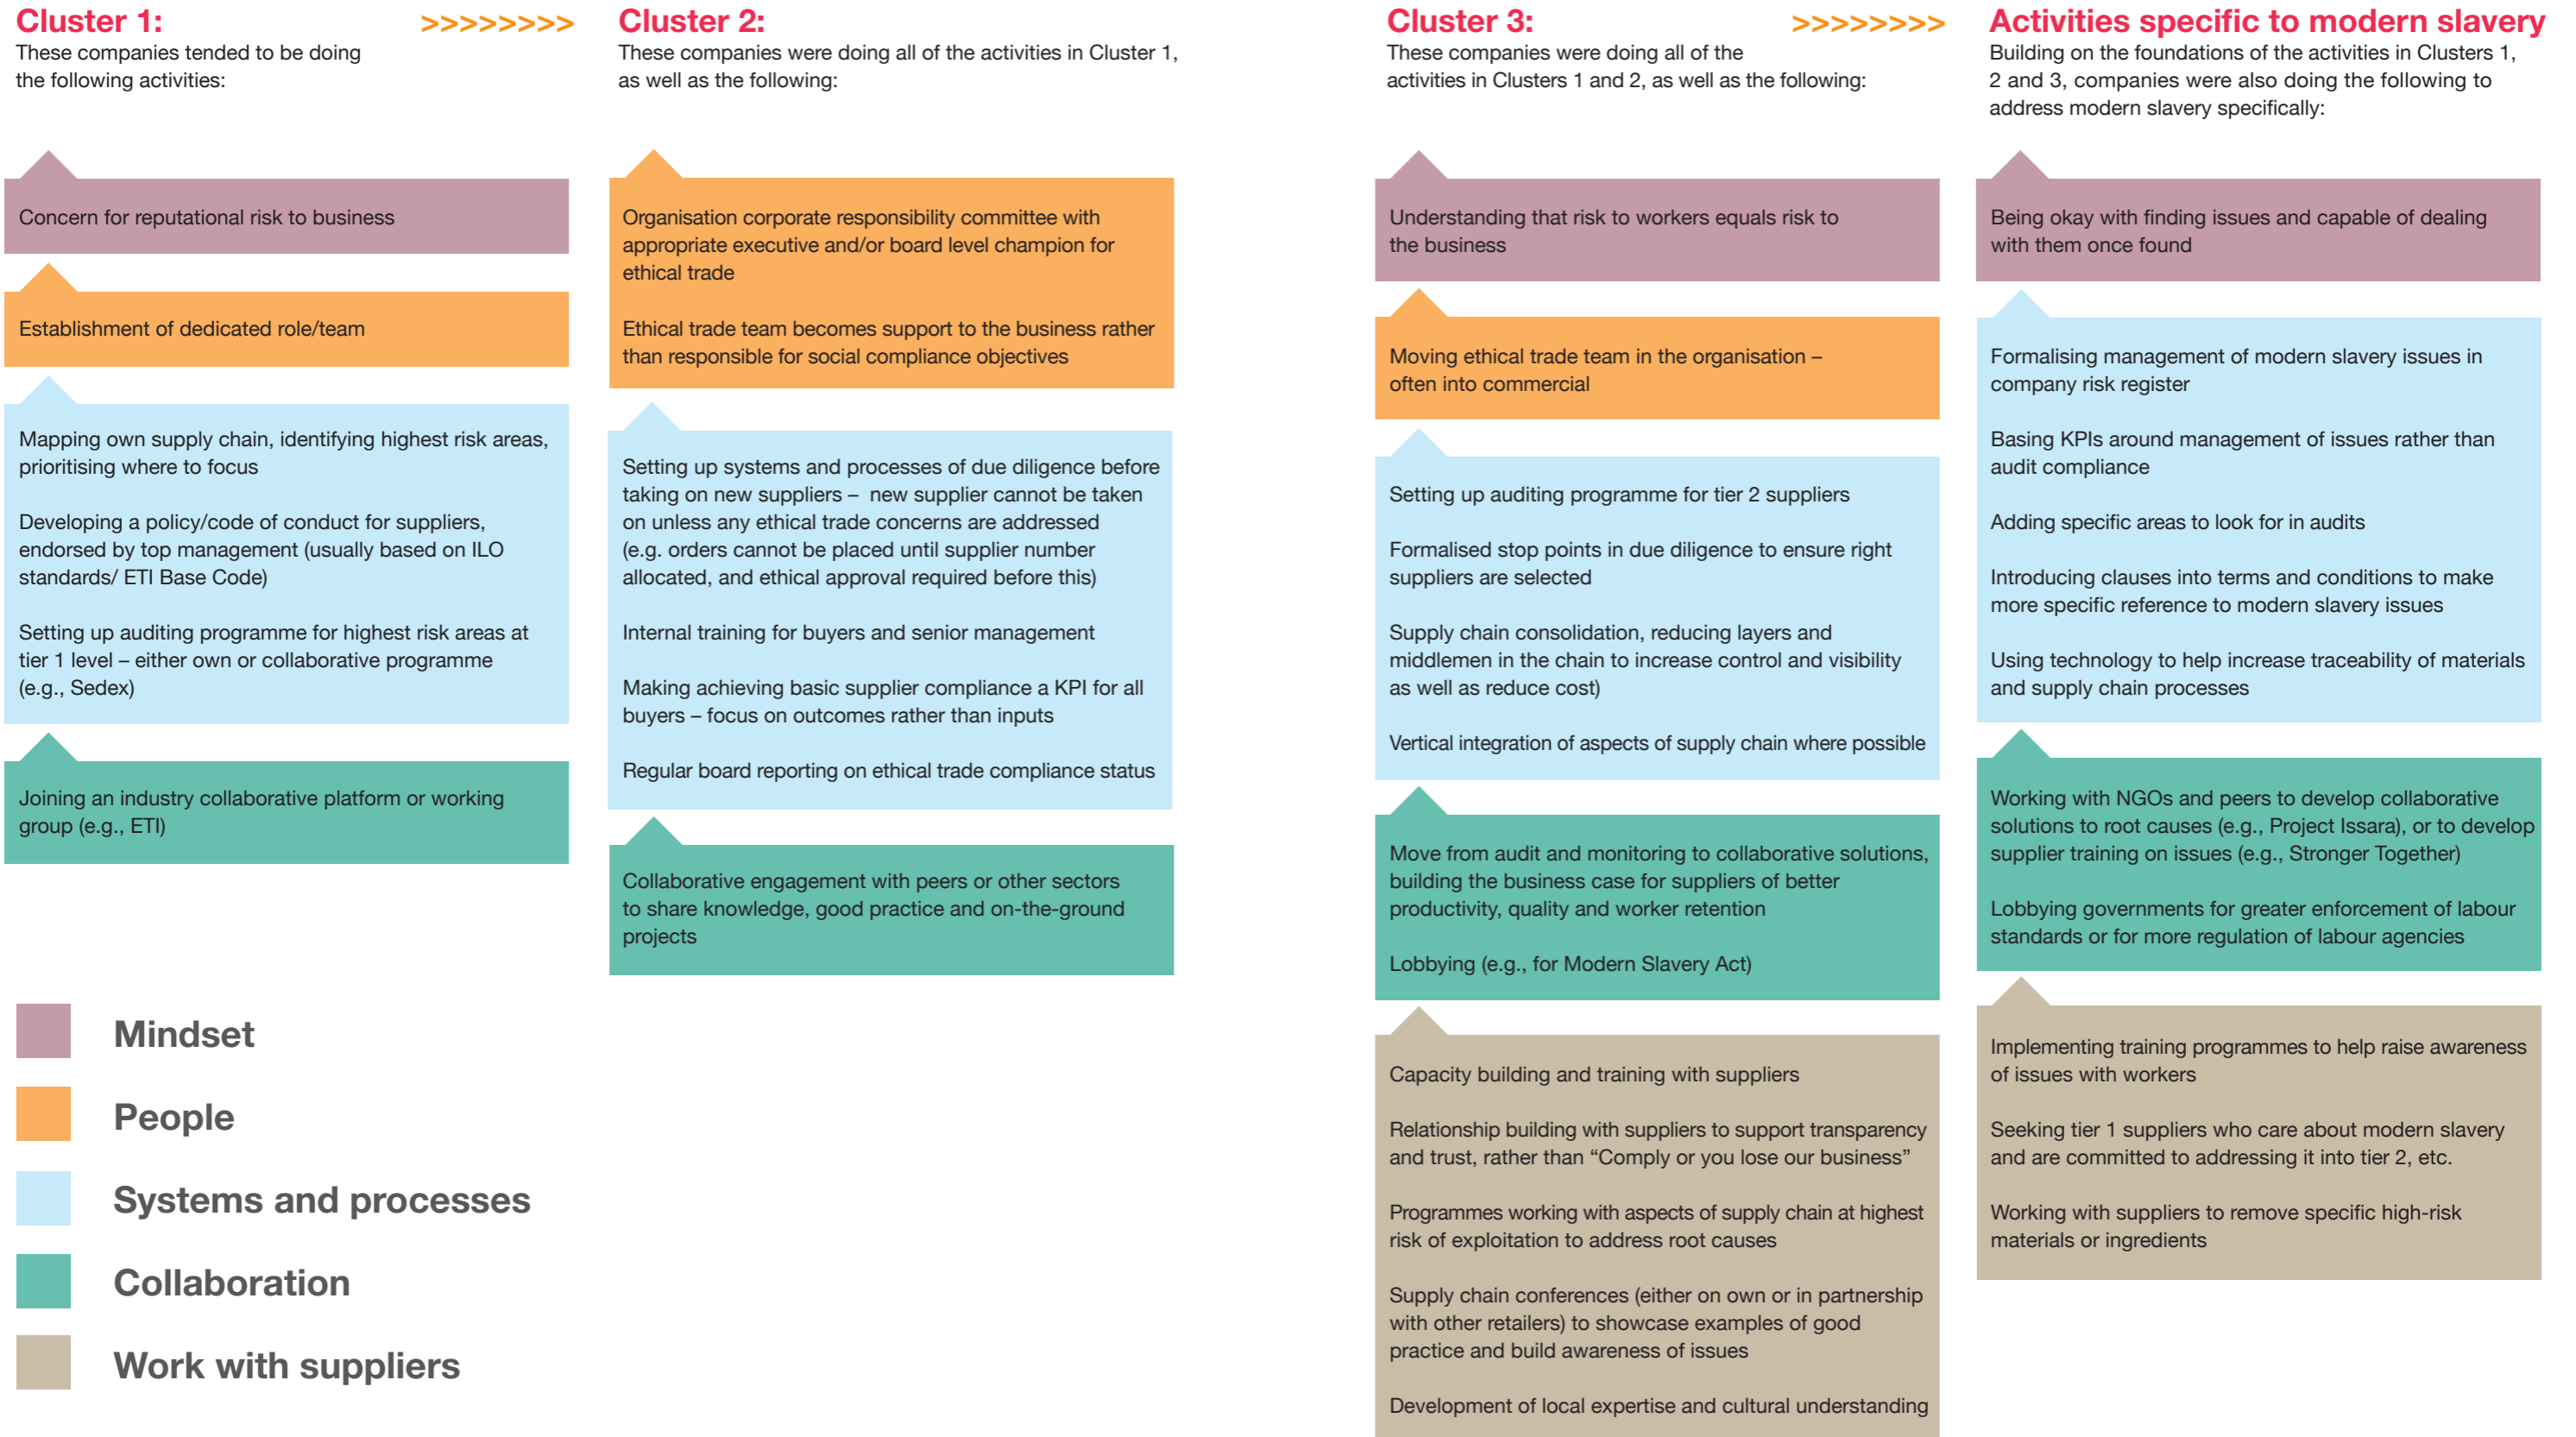 Cluster 1:
>>>>>>>>
These companies tended to be doing
the following activities:
Concern for reputational risk to business
Establishment of dedicated role/team
Mapping own supply chain, identifying highest risk areas,
prioritising where to focus
Developing a policy/code of conduct for suppliers,
endorsed by top management (usually based on ILO
standards/ ETI Base Code)
Setting up auditing programme for highest risk areas at
tier 1 level – either own or collaborative programme
(e.g., Sedex)
Joining an industry collaborative platform or working
group (e.g., ETI)
Cluster 2:
These companies were doing all of the activities in Cluster 1,
as well as the following:
Organisation corporate responsibility committee with
appropriate executive and/or board level champion for
ethical trade
Ethical trade team becomes support to the business rather
than responsible for social compliance objectives
Setting up systems and processes of due diligence before
taking on new suppliers –  new supplier cannot be taken
on unless any ethical trade concerns are addressed
(e.g. orders cannot be placed until supplier number
allocated, and ethical approval required before this)
Internal training for buyers and senior management
Making achieving basic supplier compliance a KPI for all
buyers – focus on outcomes rather than inputs
Regular board reporting on ethical trade compliance status
Collaborative engagement with peers or other sectors
to share knowledge, good practice and on-the-ground
projects
Cluster 3:
>>>>>>>>
These companies were doing all of the
activities in Clusters 1 and 2, as well as the following:
Understanding that risk to workers equals risk to
the business
Moving ethical trade team in the organisation –
often into commercial
Setting up auditing programme for tier 2 suppliers
Formalised stop points in due diligence to ensure right
suppliers are selected
Supply chain consolidation, reducing layers and
middlemen in the chain to increase control and visibility
as well as reduce cost)
Vertical integration of aspects of supply chain where possible
Move from audit and monitoring to collaborative solutions,
building the business case for suppliers of better
productivity, quality and worker retention
Lobbying (e.g., for Modern Slavery Act)
Capacity building and training with suppliers
Relationship building with suppliers to support transparency
and trust, rather than “Comply or you lose our business”
Programmes working with aspects of supply chain at highest
risk of exploitation to address root causes
Supply chain conferences (either on own or in partnership
with other retailers) to showcase examples of good
practice and build awareness of issues
Development of local expertise and cultural understanding
Activities specific to modern slavery
Building on the foundations of the activities in Clusters 1,
2 and 3, companies were also doing the following to
address modern slavery specifically:
Being okay with finding issues and capable of dealing
with them once found
Formalising management of modern slavery issues in
company risk register
Basing KPIs around management of issues rather than
audit compliance
Adding specific areas to look for in audits
Introducing clauses into terms and conditions to make
more specific reference to modern slavery issues
Using technology to help increase traceability of materials
and supply chain processes
Working with NGOs and peers to develop collaborative
solutions to root causes (e.g., Project Issara), or to develop
supplier training on issues (e.g., Stronger Together)
Lobbying governments for greater enforcement of labour
standards or for more regulation of labour agencies
Implementing training programmes to help raise awareness
of issues with workers
Seeking tier 1 suppliers who care about modern slavery
and are committed to addressing it into tier 2, etc.
Working with suppliers to remove specific high-risk
materials or ingredients
Mindset
People
Systems and processes
Collaboration
Work with suppliers